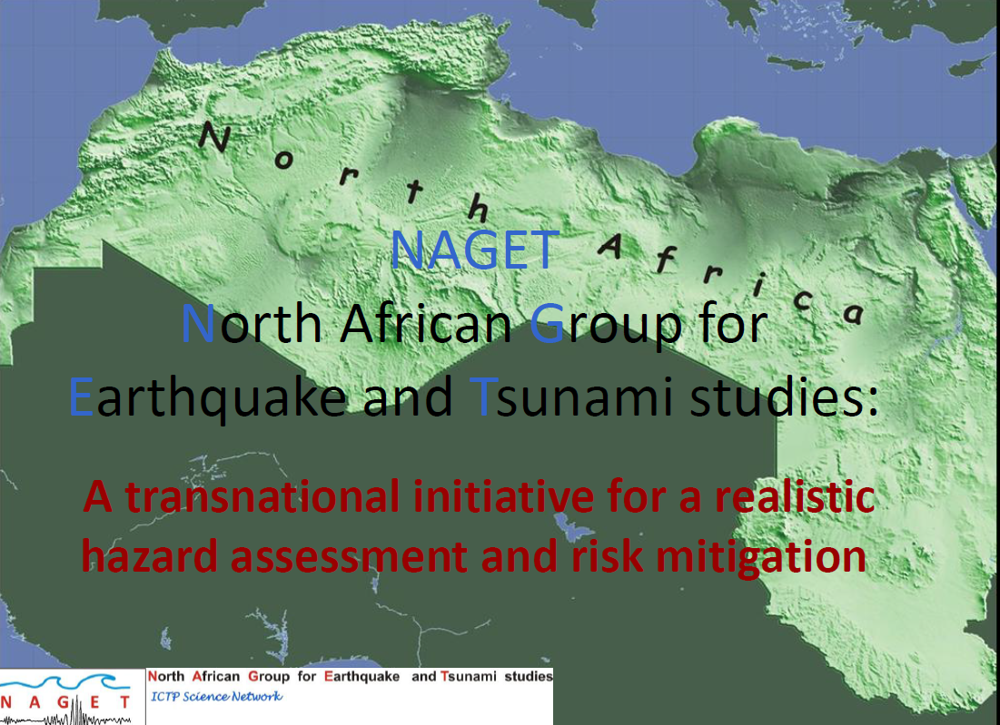 North Africa
NAGET
North African Group for
Earthquake and Tsunami studies:
A transnational initiative for a realistic
hazard assessment and risk mitigation
North African Group for Earthquake and Tsunami studies
ICTP Science Network
NAGET